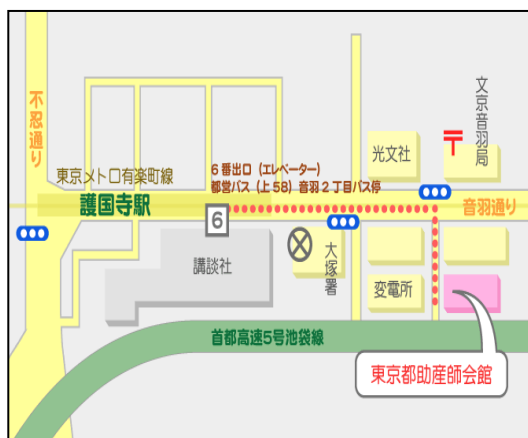 不忍通り
東京メトロ有楽町線
護国寺駅
6番出口（エレベーター）
都営バス（上58）音羽2丁目バス停
6
講談社
大塚署
光文社
文京音羽局
〒
音羽通り
変電所
首都高速5号池袋線
東京都助産師会館